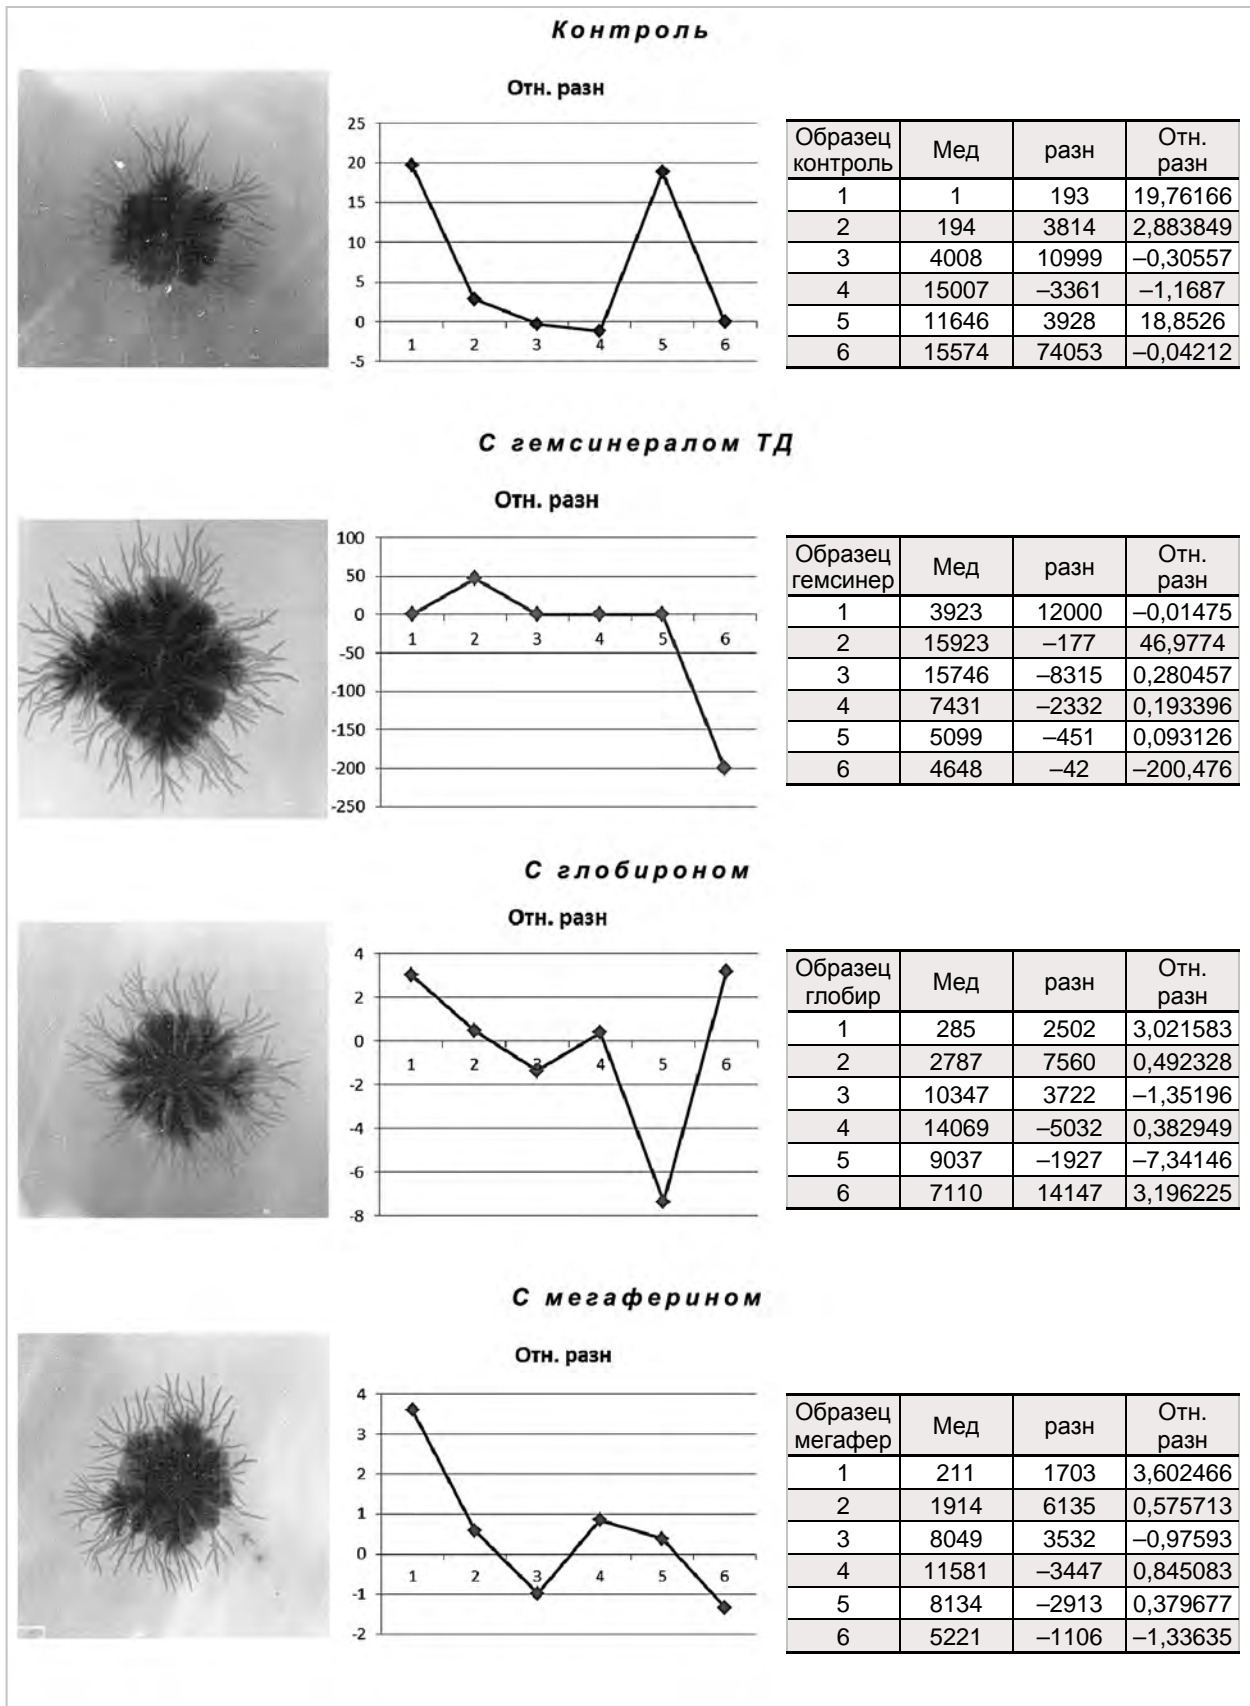 Контроль
Отн. разн
25
20
15
10
5
0
-5
1 2 3 4 5 6
Образец контроль Мед разн Отн. разн
1 1 193 19,76166
2 194 3814 2,883849
3 4008 10999 –0,30557
4 15007 –3361 –1,1687
5 11646 3928 18,8526
6 15574 74053 –0,04212
С гемсинералом ТД
Отн. разн
100
50
0
-50
-100
-150
-200
-250
1 2 3 4 5 6
Образец гемсинер Мед разн Отн. разн
1 3923 12000 –0,01475
2 15923 –177 46,9774
3 15746 –8315 0,280457
4 7431 –2332 0,193396
5 5099 –451 0,093126
6 4648 –42 –200,476
С глобироном
Отн. разн
4
2
0
-2
-4
-6
-8
1 2 3 4 5 6
Образец глобир Мед разн Отн. разн
1 285 2502 3,021583
2 2787 7560 0,492328
3 10347 3722 –1,35196
4 14069 –5032 0,382949
5 9037 –1927 –7,34146
6 7110 14147 3,196225
С мегаферином
Отн. разн
4
3
2
1
0
-1
-2
1 2 3 4 5 6
Образец мегафер Мед разн Отн. разн
1 211 1703 3,602466
2 1914 6135 0,575713
3 8049 3532 –0,97593
4 11581 –3447 0,845083
5 8134 –2913 0,379677
6 5221 –1106 –1,33635